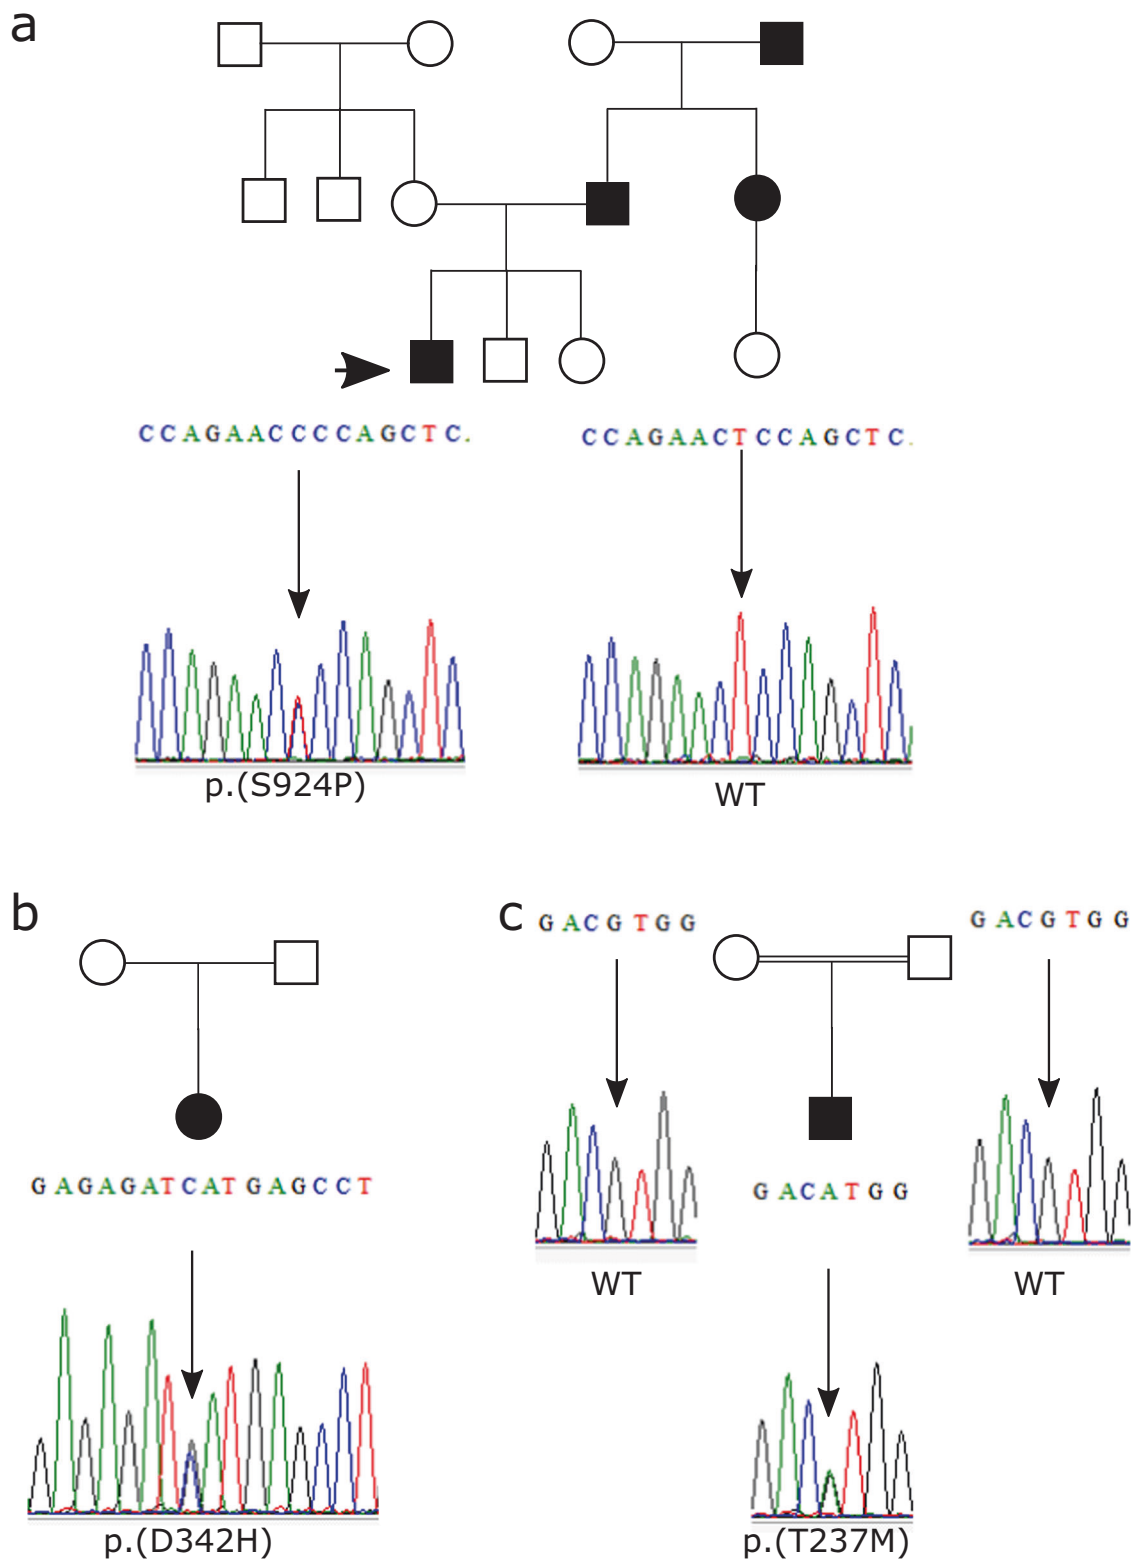 a
CCAGAACCCCAGCTC.
CCAGAACTCCAGCTC.
p.(S924P)
WT
b
c
GACGTGG
GACGTGG
GAGAGATCATGAGCCT
WT
GACATGG
WT
p.(D342H)
p.(T237M)